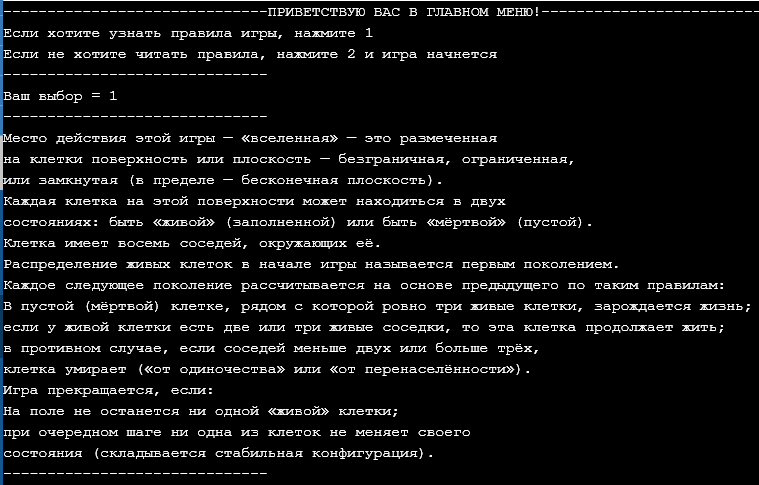 ------------------------------ПРИВЕТСТВУЮ ВАС В ГЛАВНОМ МЕНЮ!-------------------------
Если хотите узнать правила игры, нажмите 1
Если не хотите читать правила, нажмите 2 и игра начнется
------------------------------
Ваш выбор = 1
------------------------------
Место действия этой игры — «вселенная» — это размеченная
на клетки поверхность или плоскость — безграничная, ограниченная,
или замкнутая (в пределе — бесконечная плоскость).
Каждая клетка на этой поверхности может находиться в двух
состояниях: быть «живой» (заполненной) или быть «мёртвой» (пустой).
Клетка имеет восемь соседей, окружающих её.
Распределение живых клеток в начале игры называется первым поколением.
Каждое следующее поколение рассчитывается на основе предыдущего по таким правилам:
В пустой (мёртвой) клетке, рядом с которой ровно три живые клетки, зарождается жизнь;
если у живой клетки есть две или три живые соседки, то эта клетка продолжает жить;
в противном случае, если соседей меньше двух или больше трёх,
клетка умирает («от одиночества» или «от перенаселённости»).
Игра прекращается, если:
На поле не останется ни одной «живой» клетки;
при очередном шаге ни одна из клеток не меняет своего
состояния (складывается стабильная конфигурация).
------------------------------